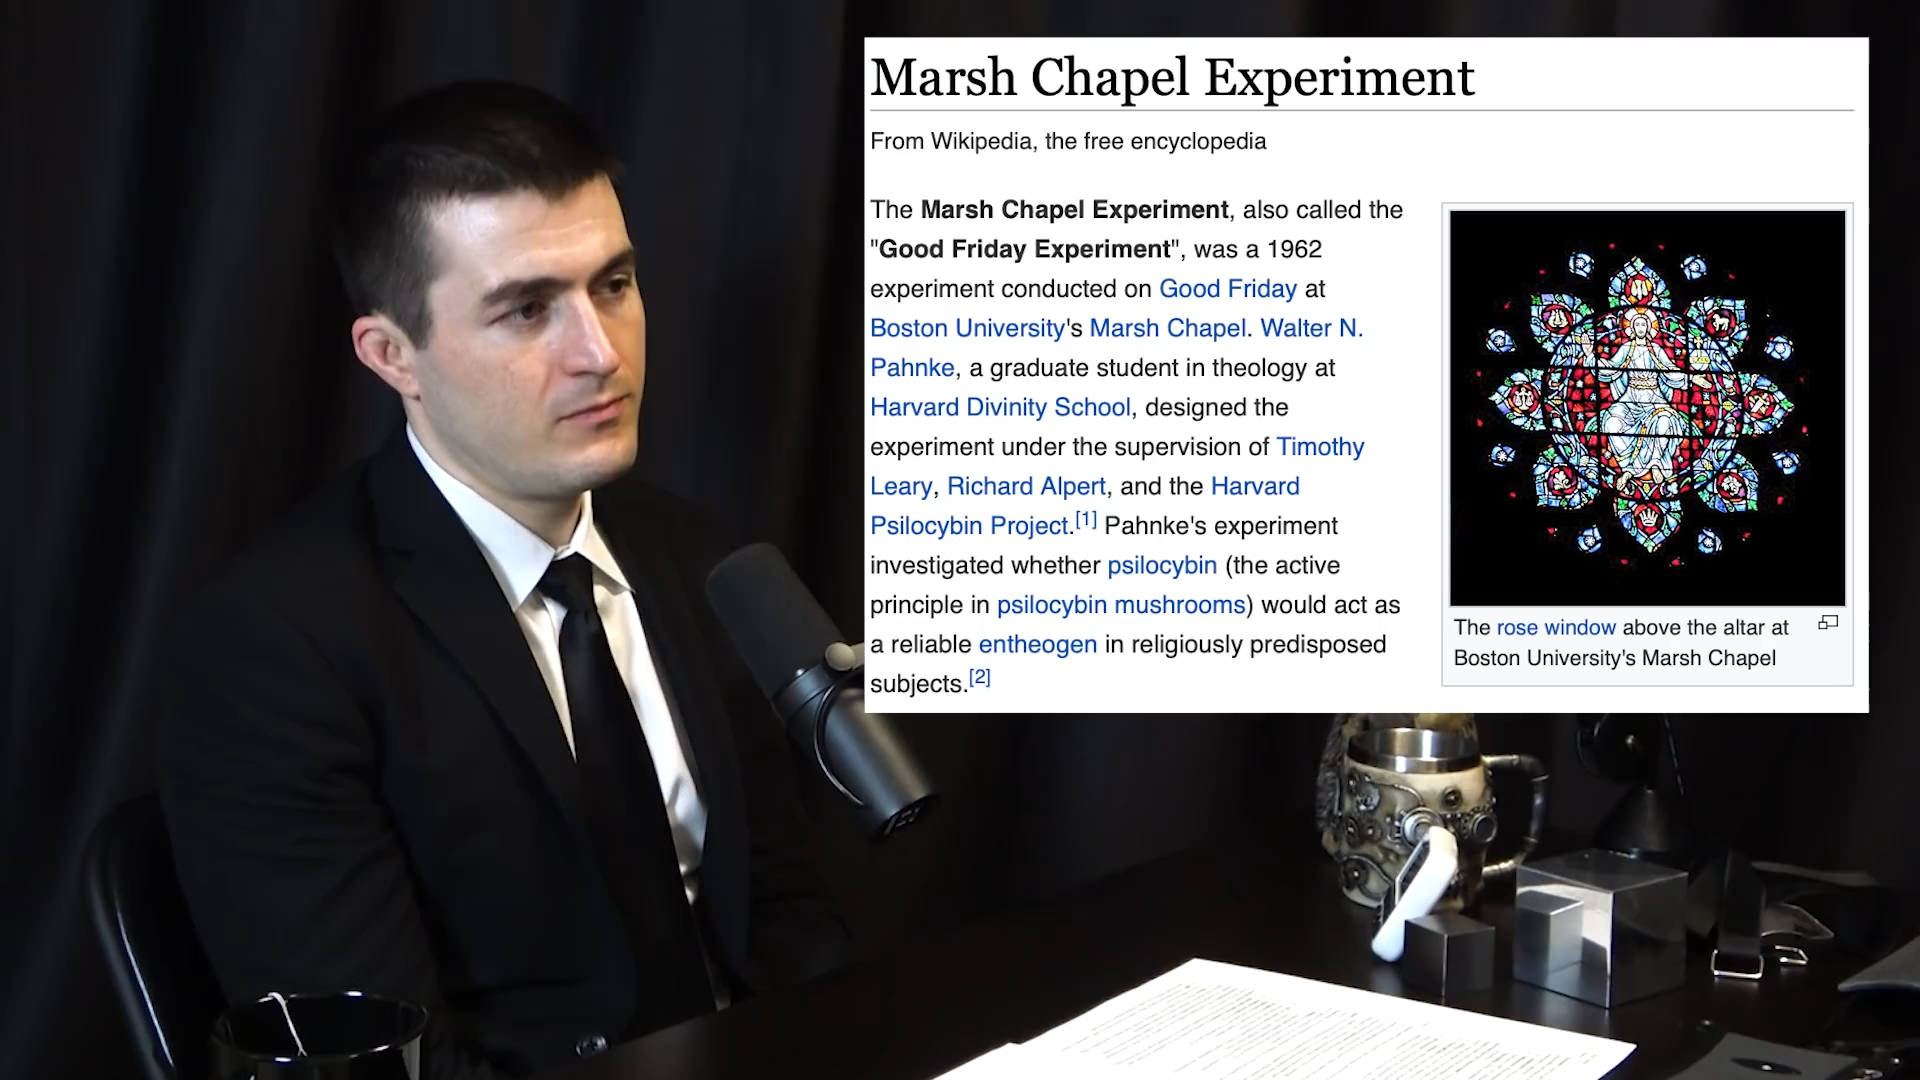 Marsh Chapel Experiment
From Wikipedia, the free encyclopedia
The Marsh Chapel Experiment, also called the
"Good Friday Experiment", was a 1962
experiment conducted on Good Friday at
Boston University's Marsh Chapel. Walter N.
Pahnke, a graduate student in theology at
Harvard Divinity School, designed the
experiment under the supervision of Timothy
Leary, Richard Alpert, and the Harvard
Psilocybin Project.[1] Pahnke's experiment
investigated whether psilocybin (the active
principle in psilocybin mushrooms) would act as
a reliable entheogen in religiously predisposed
subjects.[2]
The rose window above the altar at
Boston University's Marsh Chapel